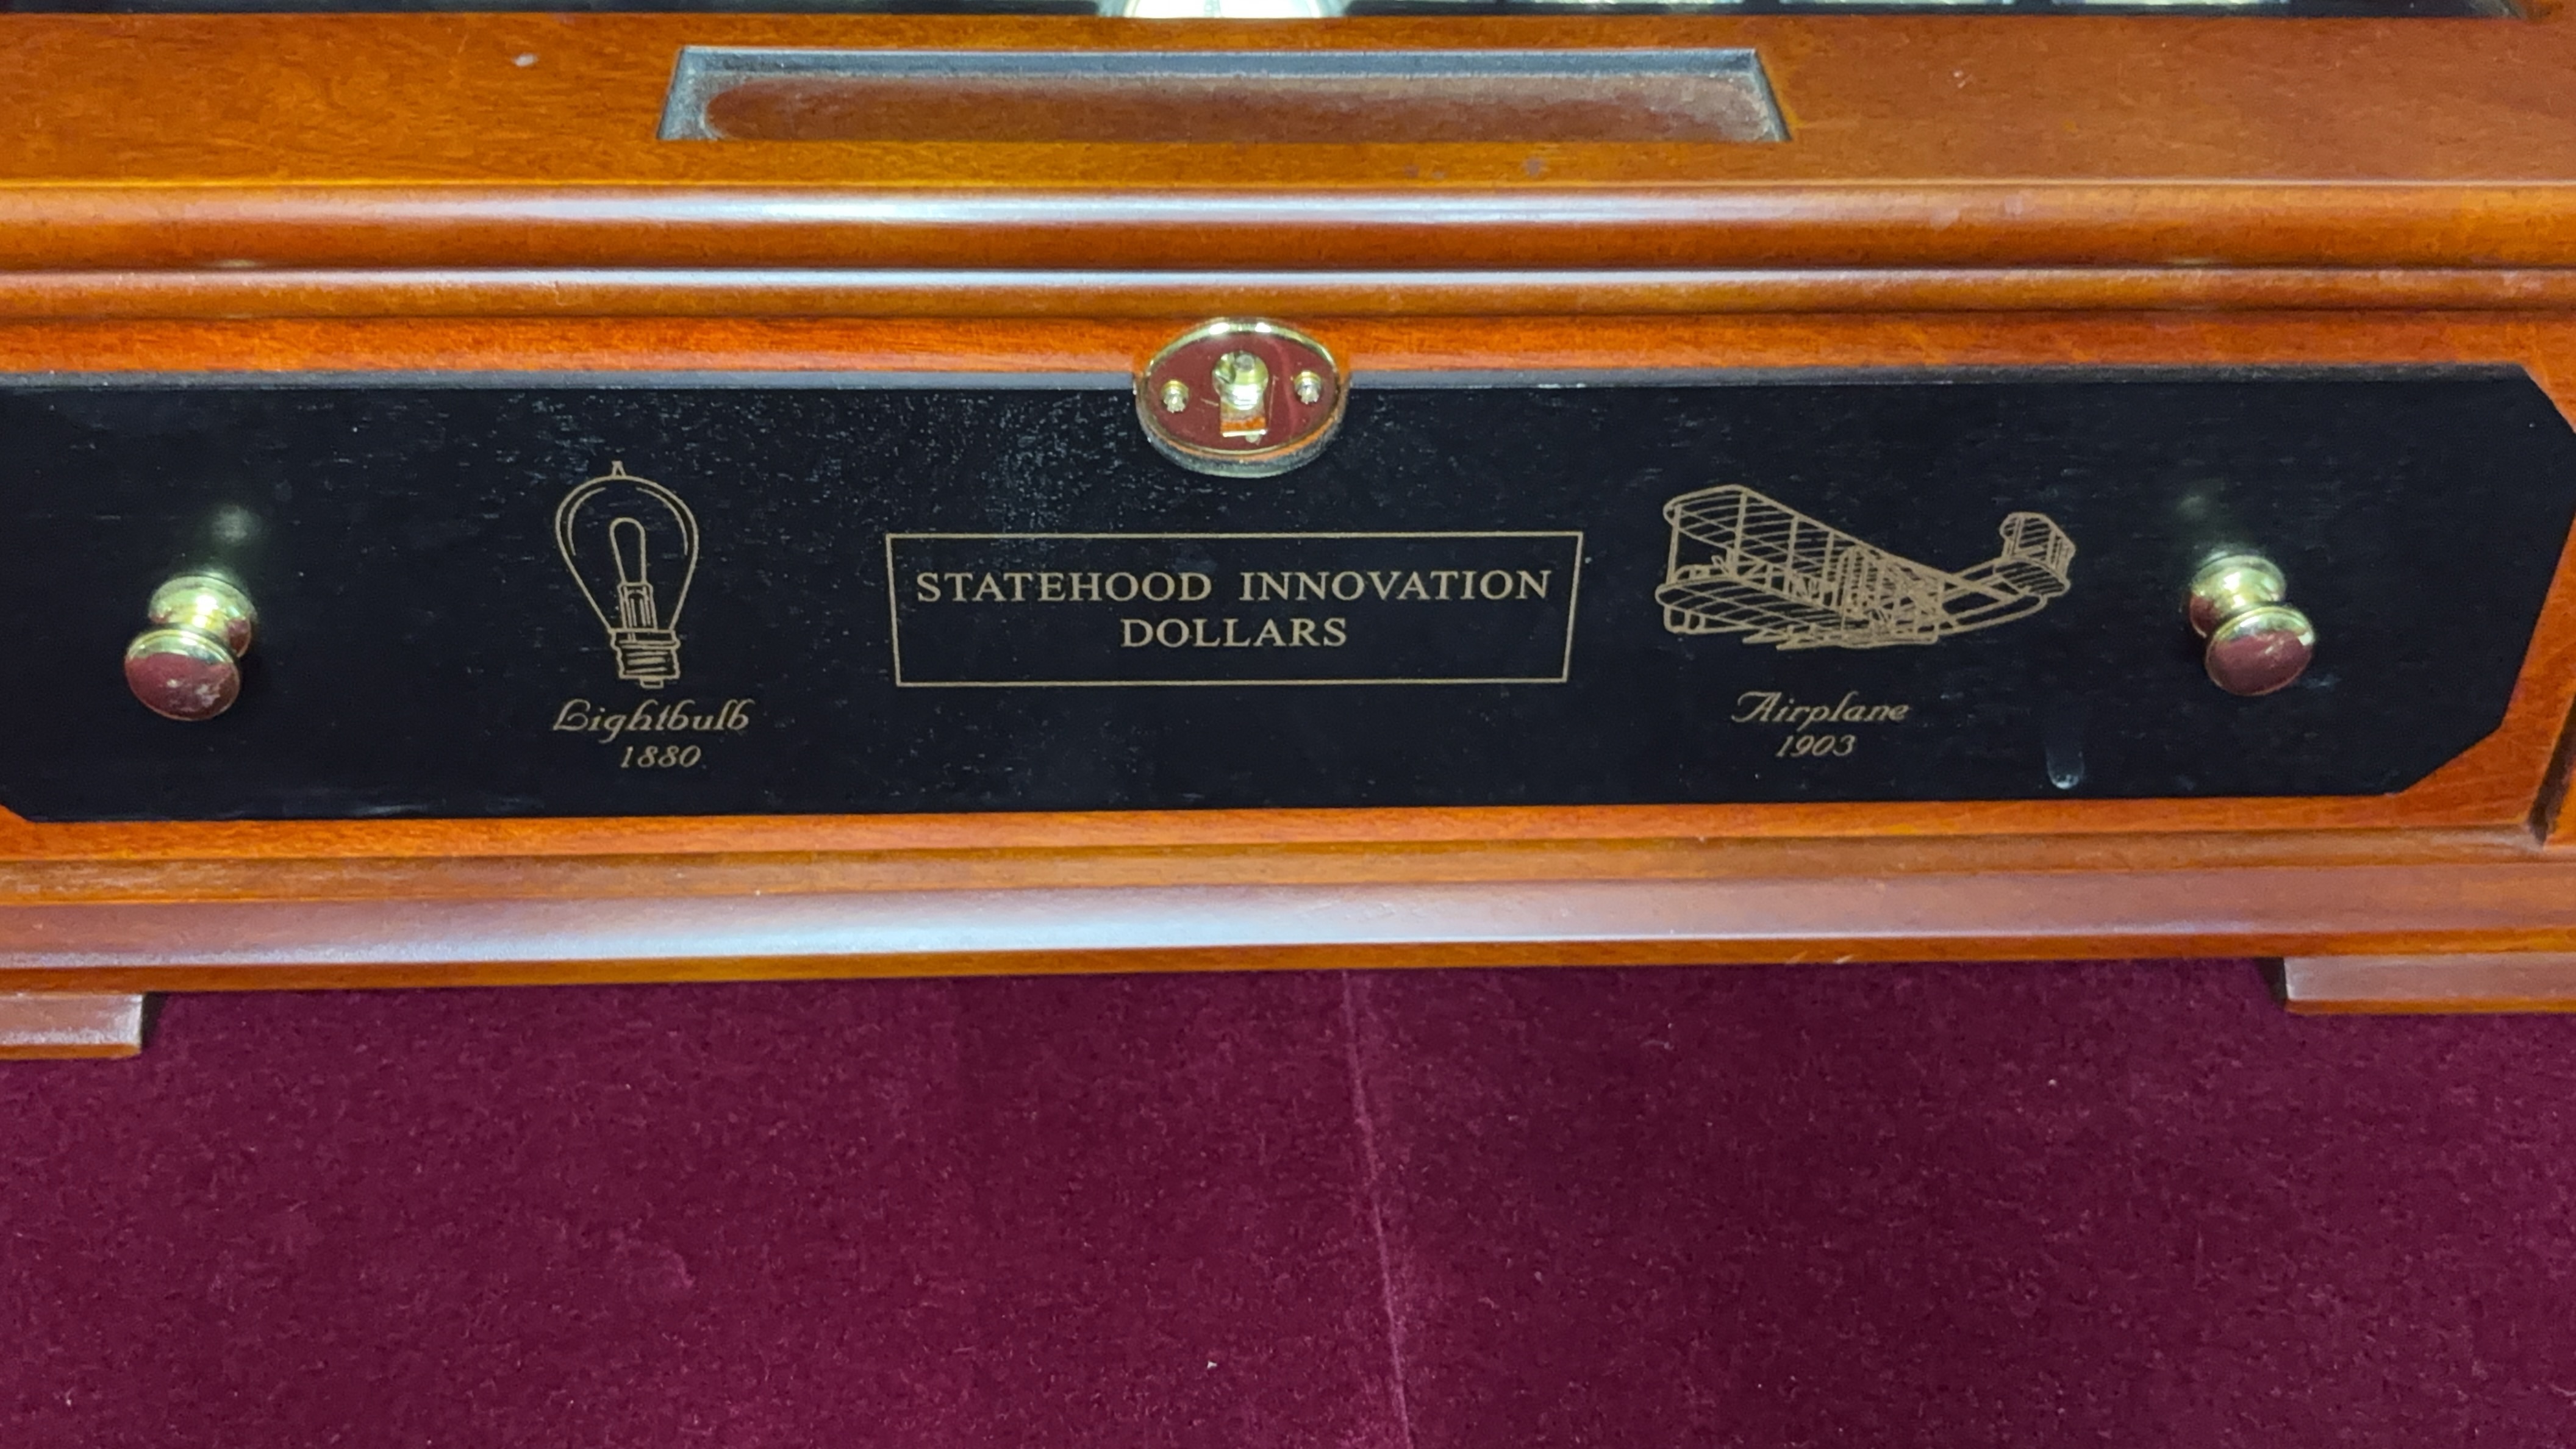 STATEHOOD INNOVATION
DOLLARS
Lightbulb
1880
Airplane
1903